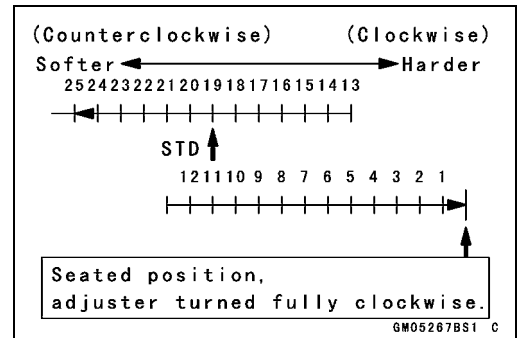 (Counterclockwise) (Clockwise)
Softer Harder
25 24 23 22 21 20 19 18 17 16 15 14 13
STD
12 11 10 9 8 7 6 5 4 3 2 1
Seated position,
adjuster turned fully clockwise.
GM05267BS1 C